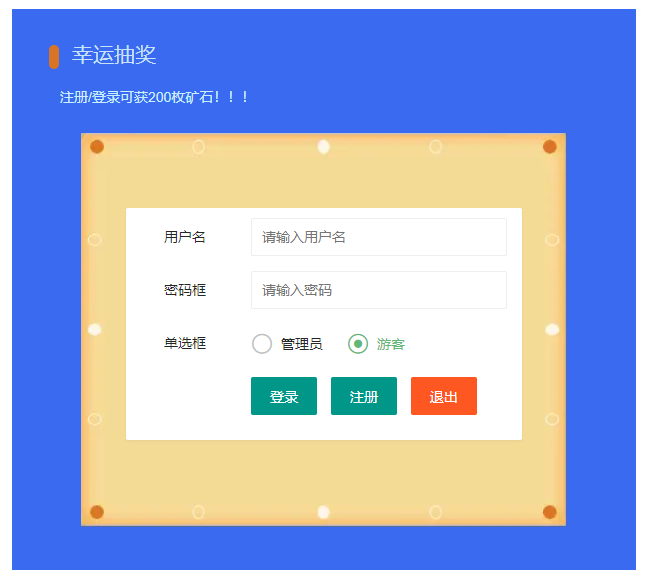 幸运抽奖
注册/登录可获200枚矿石！！！
用户名 请输入用户名
密码框 请输入密码
单选框 管理员 游客
登录 注册 退出